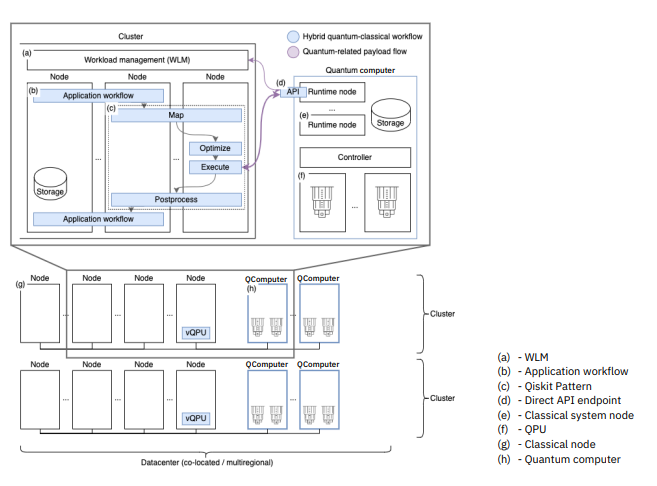 Cluster
Hybrid quantum-classical workflow
Quantum-related payload flow
(a)
Workload management (WLM)
Node
Node
Node
Quantum computer
(b)
Application workflow
(c)
Map
Optimize
Execute
Postprocess
Application workflow
Storage
...
...
(d)
API
Runtime node
...
(e)
Runtime node
Storage
Controller
(f)
...
(g)
Node
Node
Node
Node
QComputer
QComputer
(h)
...
...
...
...
vQPU
Cluster
Node
Node
Node
Node
QComputer
QComputer
...
...
...
...
vQPU
Cluster
Datacenter (co-located / multiregional)
(a) - WLM
(b) - Application workflow
(c) - Qiskit Pattern
(d) - Direct API endpoint
(e) - Classical system node
(f) - QPU
(g) - Classical node
(h) - Quantum computer